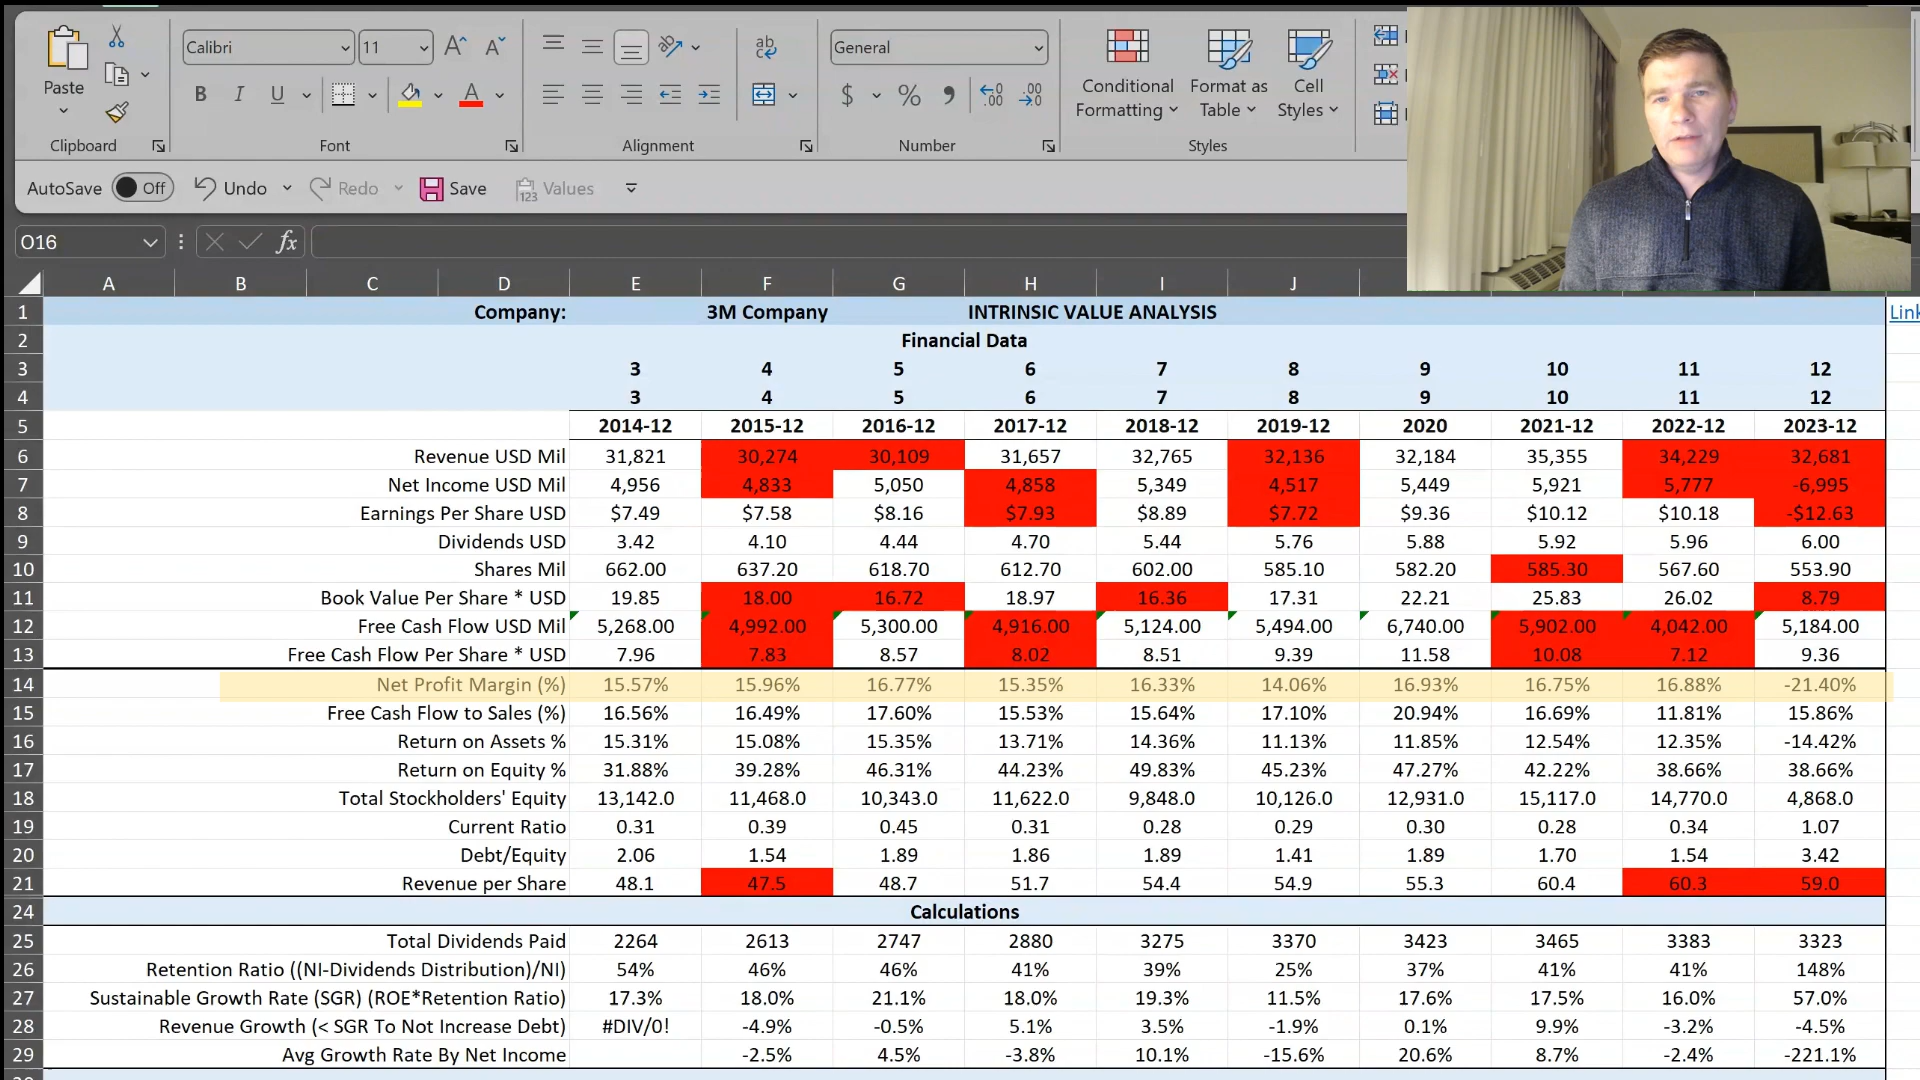 Calibri 11 General
Paste B I U A $ % Conditional Formatting Format as Table Cell Styles
Clipboard Font Alignment Number Styles
AutoSave Off Undo Redo Save Values
O16 fx
A B C D E F G H I J
1 Company: 3M Company INTRINSIC VALUE ANALYSIS Link
2 Financial Data
3 3 4 5 6 7 8 9 10 11 12
4 3 4 5 6 7 8 9 10 11 12
5 2014-12 2015-12 2016-12 2017-12 2018-12 2019-12 2020 2021-12 2022-12 2023-12
6 Revenue USD Mil 31,821 30,274 30,109 31,657 32,765 32,136 32,184 35,355 34,229 32,681
7 Net Income USD Mil 4,956 4,833 5,050 4,858 5,349 4,517 5,449 5,921 5,777 -6,995
8 Earnings Per Share USD $7.49 $7.58 $8.16 $7.93 $8.89 $7.72 $9.36 $10.12 $10.18 -$12.63
9 Dividends USD 3.42 4.10 4.44 4.70 5.44 5.76 5.88 5.92 5.96 6.00
10 Shares Mil 662.00 637.20 618.70 612.70 602.00 585.10 582.20 585.30 567.60 553.90
11 Book Value Per Share * USD 19.85 18.00 16.72 18.97 16.36 17.31 22.21 25.83 26.02 8.79
12 Free Cash Flow USD Mil 5,268.00 4,992.00 5,300.00 4,916.00 5,124.00 5,494.00 6,740.00 5,902.00 4,042.00 5,184.00
13 Free Cash Flow Per Share * USD 7.96 7.83 8.57 8.02 8.51 9.39 11.58 10.08 7.12 9.36
14 Net Profit Margin (%) 15.57% 15.96% 16.77% 15.35% 16.33% 14.06% 16.93% 16.75% 16.88% -21.40%
15 Free Cash Flow to Sales (%) 16.56% 16.49% 17.60% 15.53% 15.64% 17.10% 20.94% 16.69% 11.81% 15.86%
16 Return on Assets % 15.31% 15.08% 15.35% 13.71% 14.36% 11.13% 11.85% 12.54% 12.35% -14.42%
17 Return on Equity % 31.88% 39.28% 46.31% 44.23% 49.83% 45.23% 47.27% 42.22% 38.66% 38.66%
18 Total Stockholders' Equity 13,142.0 11,468.0 10,343.0 11,622.0 9,848.0 10,126.0 12,931.0 15,117.0 14,770.0 4,868.0
19 Current Ratio 0.31 0.39 0.45 0.31 0.28 0.29 0.30 0.28 0.34 1.07
20 Debt/Equity 2.06 1.54 1.89 1.86 1.89 1.41 1.89 1.70 1.54 3.42
21 Revenue per Share 48.1 47.5 48.7 51.7 54.4 54.9 55.3 60.4 60.3 59.0
24 Calculations
25 Total Dividends Paid 2264 2613 2747 2880 3275 3370 3423 3465 3383 3323
26 Retention Ratio ((NI-Dividends Distribution)/NI) 54% 46% 46% 41% 39% 25% 37% 41% 41% 148%
27 Sustainable Growth Rate (SGR) (ROE*Retention Ratio) 17.3% 18.0% 21.1% 18.0% 19.3% 11.5% 17.6% 17.5% 16.0% 57.0%
28 Revenue Growth (< SGR To Not Increase Debt) #DIV/0! -4.9% -0.5% 5.1% 3.5% -1.9% 0.1% 9.9% -3.2% -4.5%
29 Avg Growth Rate By Net Income -2.5% 4.5% -3.8% 10.1% -15.6% 20.6% 8.7% -2.4% -221.1%